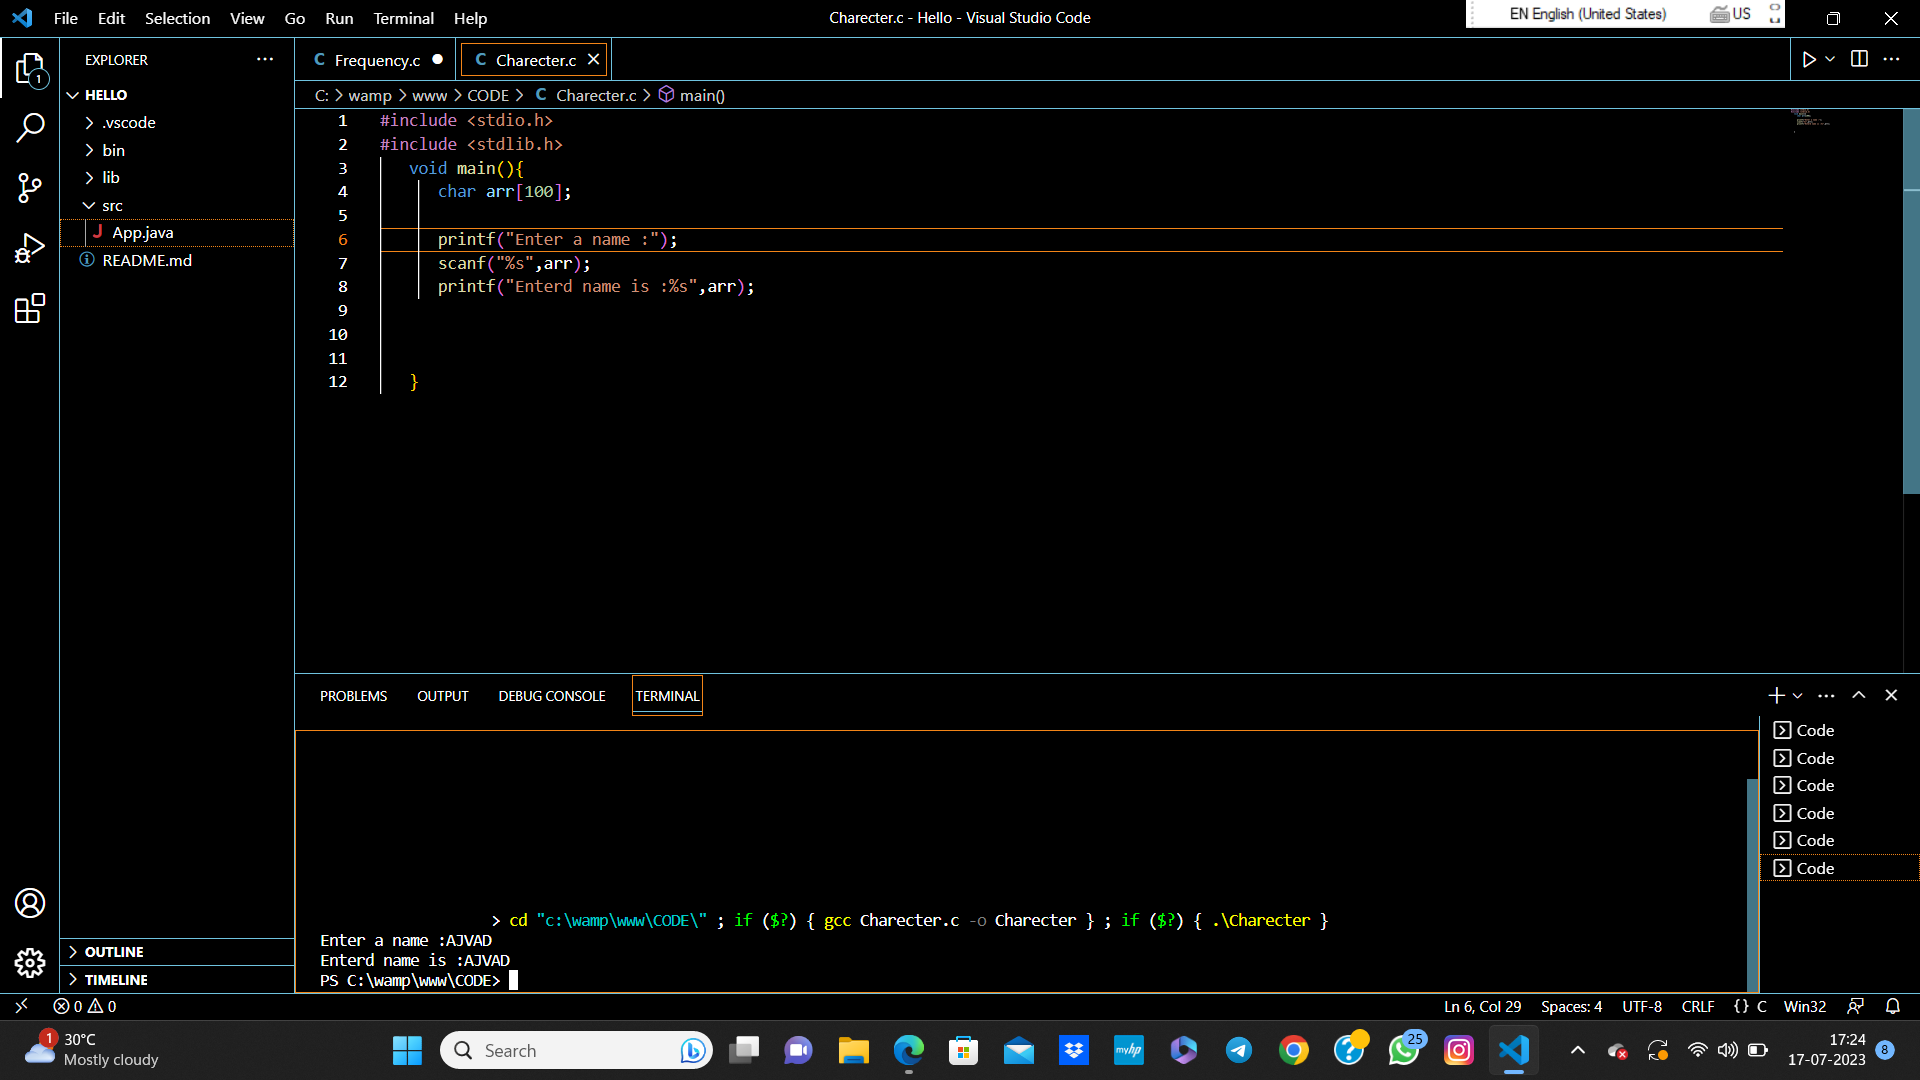 File Edit Selection View Go Run Terminal Help
Charecter.c - Hello - Visual Studio Code
EN English (United States) US
EXPLORER
1
HELLO
.vscode
bin
lib
src
J App.java
README.md
OUTLINE
TIMELINE
C Frequency.c
C Charecter.c
C: > wamp > www > CODE > C Charecter.c > main()
1 #include <stdio.h>
2 #include <stdlib.h>
3 void main(){
4 char arr[100];
5
6 printf("Enter a name :");
7 scanf("%s",arr);
8 printf("Enterd name is :%s",arr);
9
10
11
12 }
PROBLEMS OUTPUT DEBUG CONSOLE TERMINAL
> cd "c:\wamp\www\CODE\" ; if ($?) { gcc Charecter.c -o Charecter } ; if ($?) { .\Charecter }
Enter a name :AJVAD
Enterd name is :AJVAD
PS C:\wamp\www\CODE>
Code
Code
Code
Code
Code
Code
0 0
Ln 6, Col 29 Spaces: 4 UTF-8 CRLF {} C Win32
1
30°C
Mostly cloudy
Search
myhp
25
17:24
17-07-2023
8